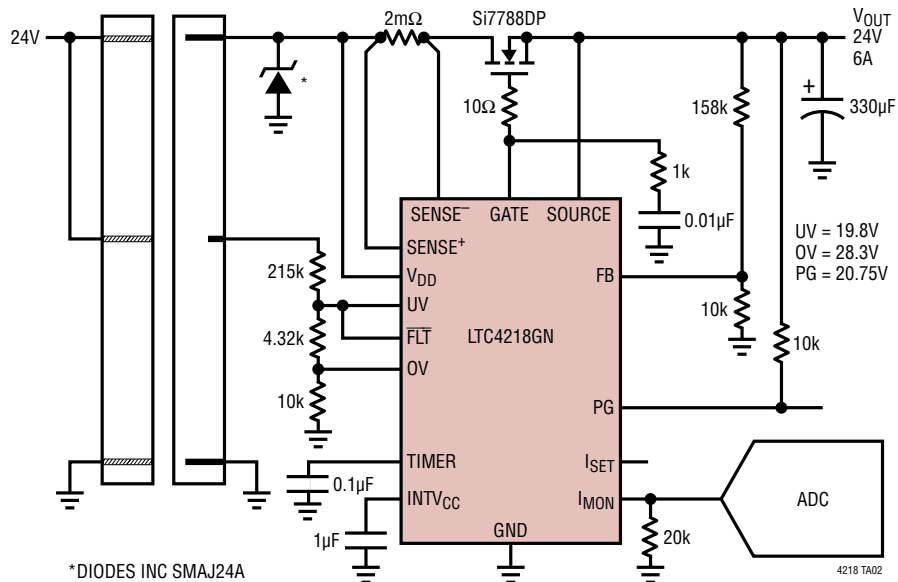 24V
*
2mΩ
Si7788DP
VOUT
24V
6A
10Ω
158k
+
330µF
1k
0.01µF
SENSE–
GATE
SOURCE
UV = 19.8V
OV = 28.3V
PG = 20.75V
SENSE+
215k
VDD
FB
UV
10k
4.32k
FLT
LTC4218GN
10k
OV
10k
PG
TIMER
ISET
0.1µF
INTVCC
IMON
ADC
1µF
GND
20k
*DIODES INC SMAJ24A
4218 TA02